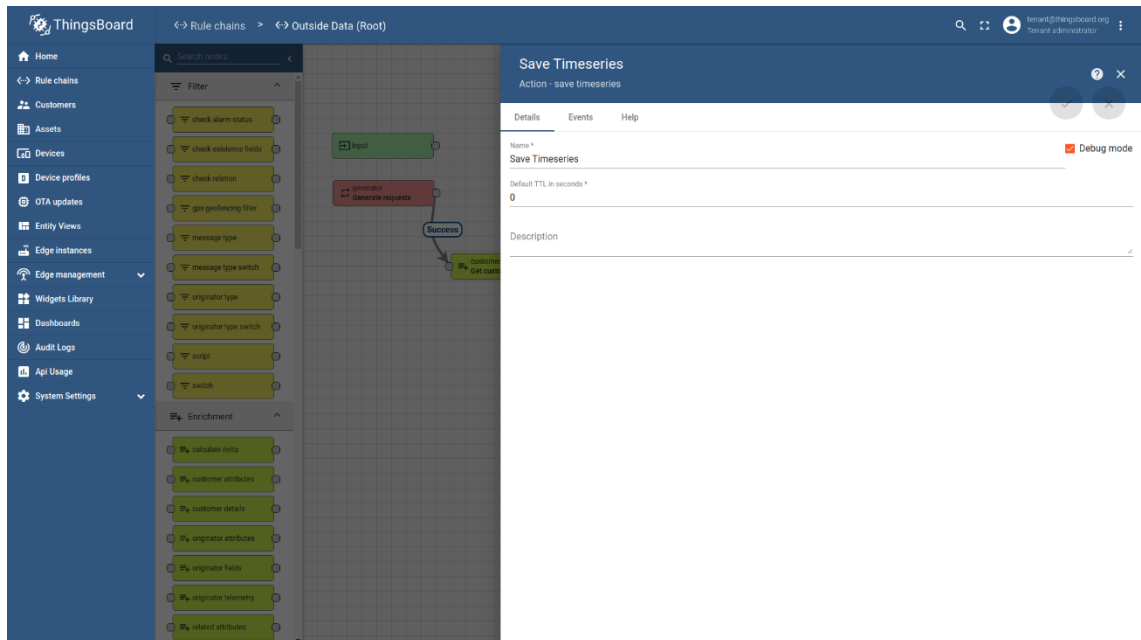 ThingsBoard
Rule chains > Outside Data (Root)
tenant@thingsboard.org
Tenant administrator
Home
Rule chains
Customers
Assets
Devices
Device profiles
OTA updates
Entity Views
Edge instances
Edge management
Widgets Library
Dashboards
Audit Logs
Api Usage
System Settings
Search nodes
Filter
check alarm status
check existence fields
check relation
gps geofencing filter
message type
message type switch
originator type
originator type switch
script
switch
Enrichment
calculate delta
customer attributes
customer details
originator attributes
originator fields
originator telemetry
related attributes
Input
generator
Generate requests
Success
customer
Get custo
Save Timeseries
Action - save timeseries
Details Events Help
Name *
Save Timeseries
Debug mode
Default TTL in seconds *
0
Description